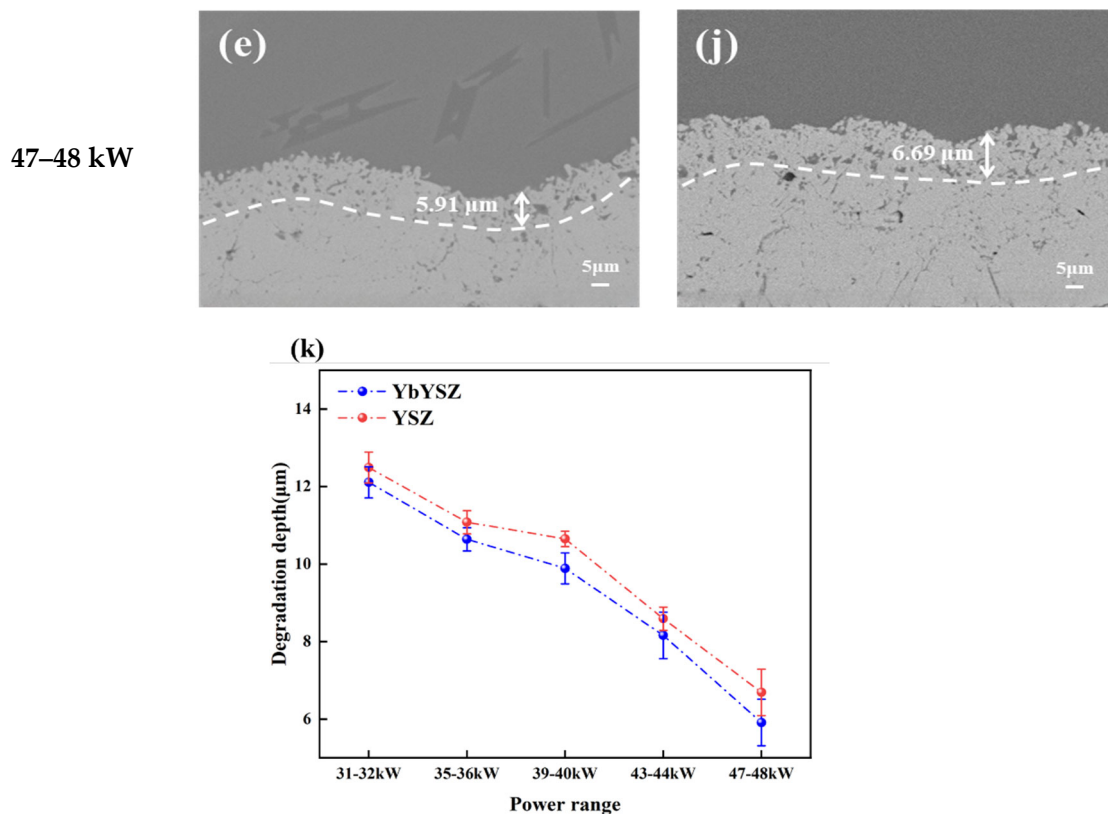 (e)
(j)
47–48 kW
5.91 μm
6.69 μm
5μm
5μm
(k)
YbYSZ
YSZ
14
12
10
8
6
Degradation depth(μm)
31-32kW 35-36kW 39-40kW 43-44kW 47-48kW
Power range